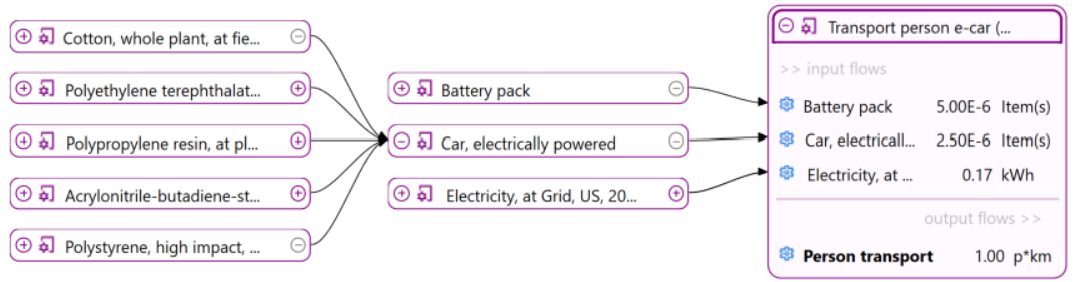 Cotton, whole plant, at fie...
Polyethylene terephthalat...
Polypropylene resin, at pl...
Acrylonitrile-butadiene-st...
Polystyrene, high impact, ...
Battery pack
Car, electrically powered
Electricity, at Grid, US, 20...
Transport person e-car (...
>> input flows
Battery pack 5.00E-6 Item(s)
Car, electricall... 2.50E-6 Item(s)
Electricity, at ... 0.17 kWh
output flows >>
Person transport 1.00 p*km